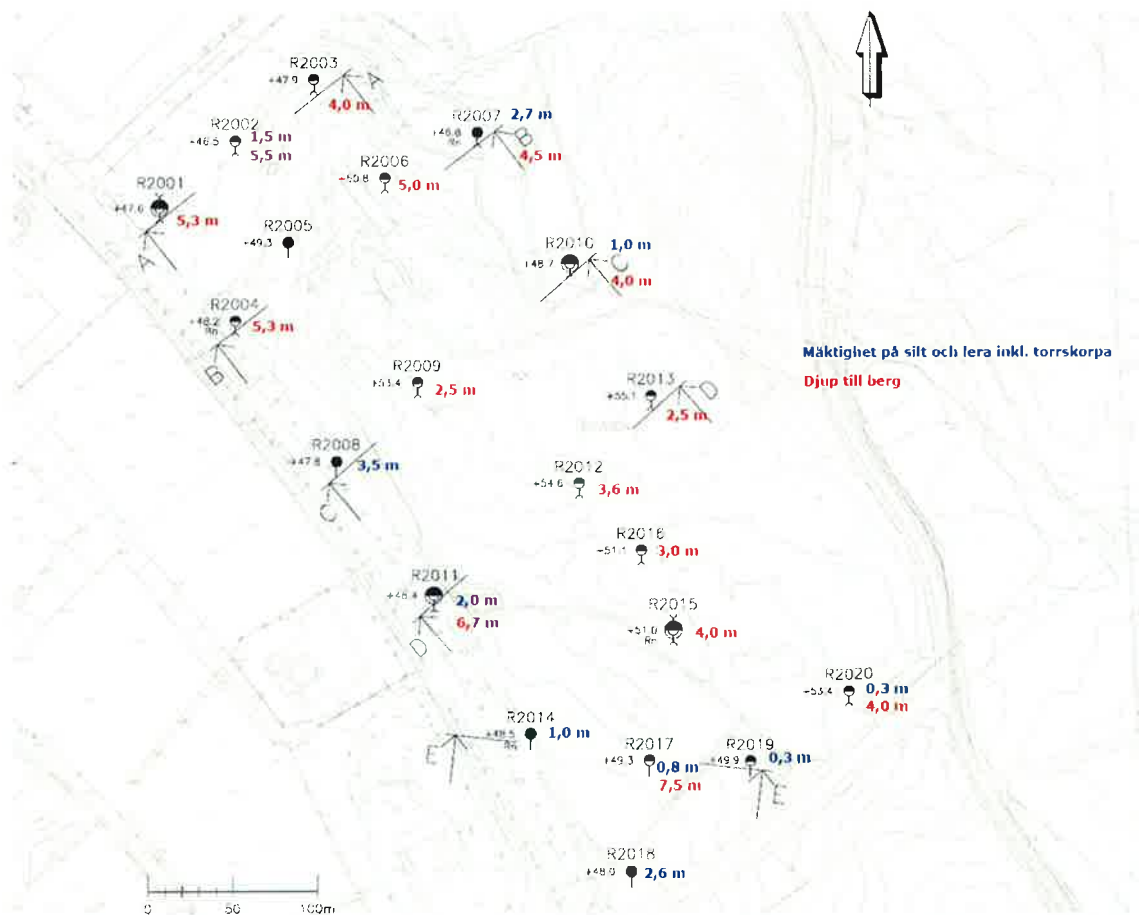 R2003
+47,9
A
4,0 m
R2007
2,7 m
+46,8
Rn
B
4,5 m
R2002
+46,5
1,5 m
5,5 m
R2006
+50,8
5,0 m
R2001
+47,6
5,3 m
A
R2005
+49,3
R2010
1,0 m
+48,7
C
4,0 m
R2004
+48,2
Rn
5,3 m
B
Mäktighet på silt och lera inkl. torrskorpa
Djup till berg
R2009
+53,4
2,5 m
R2013
+55,1
D
2,5 m
R2008
+47,8
3,5 m
C
R2012
+54,6
3,6 m
R2016
+51,1
3,0 m
R2011
+48,4
2,0 m
6,7 m
D
R2015
+51,0
Rn
4,0 m
R2020
+53,4
0,3 m
4,0 m
R2014
+48,5
Rn
1,0 m
E
R2017
+49,3
0,8 m
7,5 m
R2019
+49,9
0,3 m
E
R2018
+48,0
2,6 m
0 50 100m